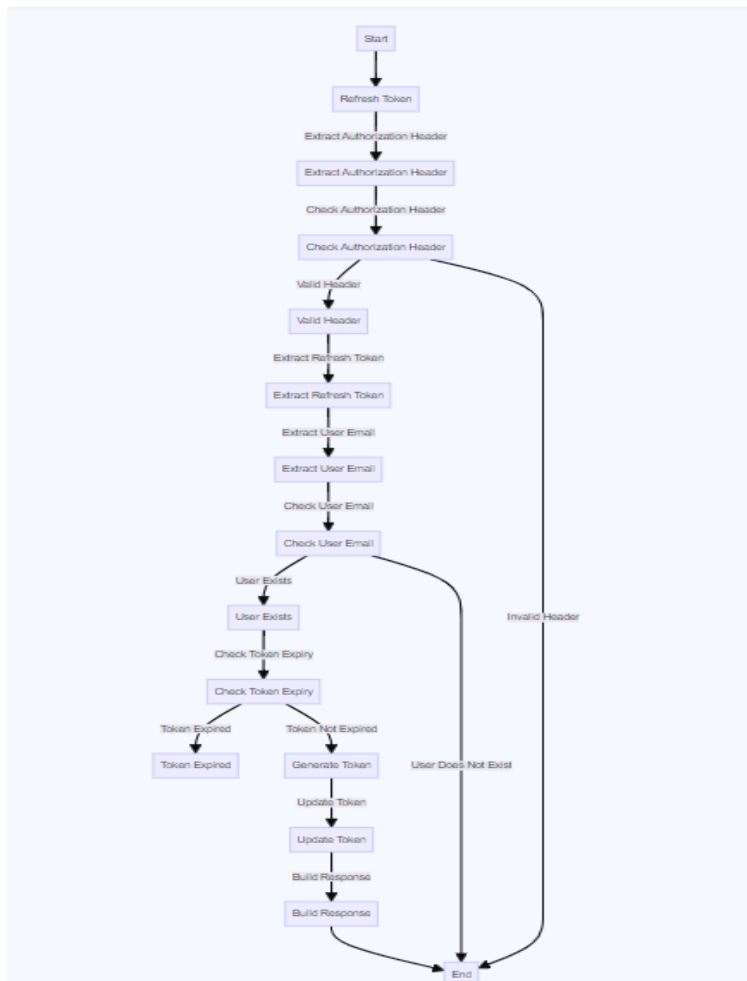 Start
Refresh Token
Extract Authorization Header
Extract Authorization Header
Check Authorization Header
Check Authorization Header
Valid Header
Valid Header
Extract Refresh Token
Extract Refresh Token
Extract User Email
Extract User Email
Check User Email
Check User Email
User Exists
User Exists
Invalid Header
Check Token Expiry
Check Token Expiry
Token Expired
Token Not Expired
Token Expired
Generate Token
User Does Not Exist
Update Token
Update Token
Build Response
Build Response
End